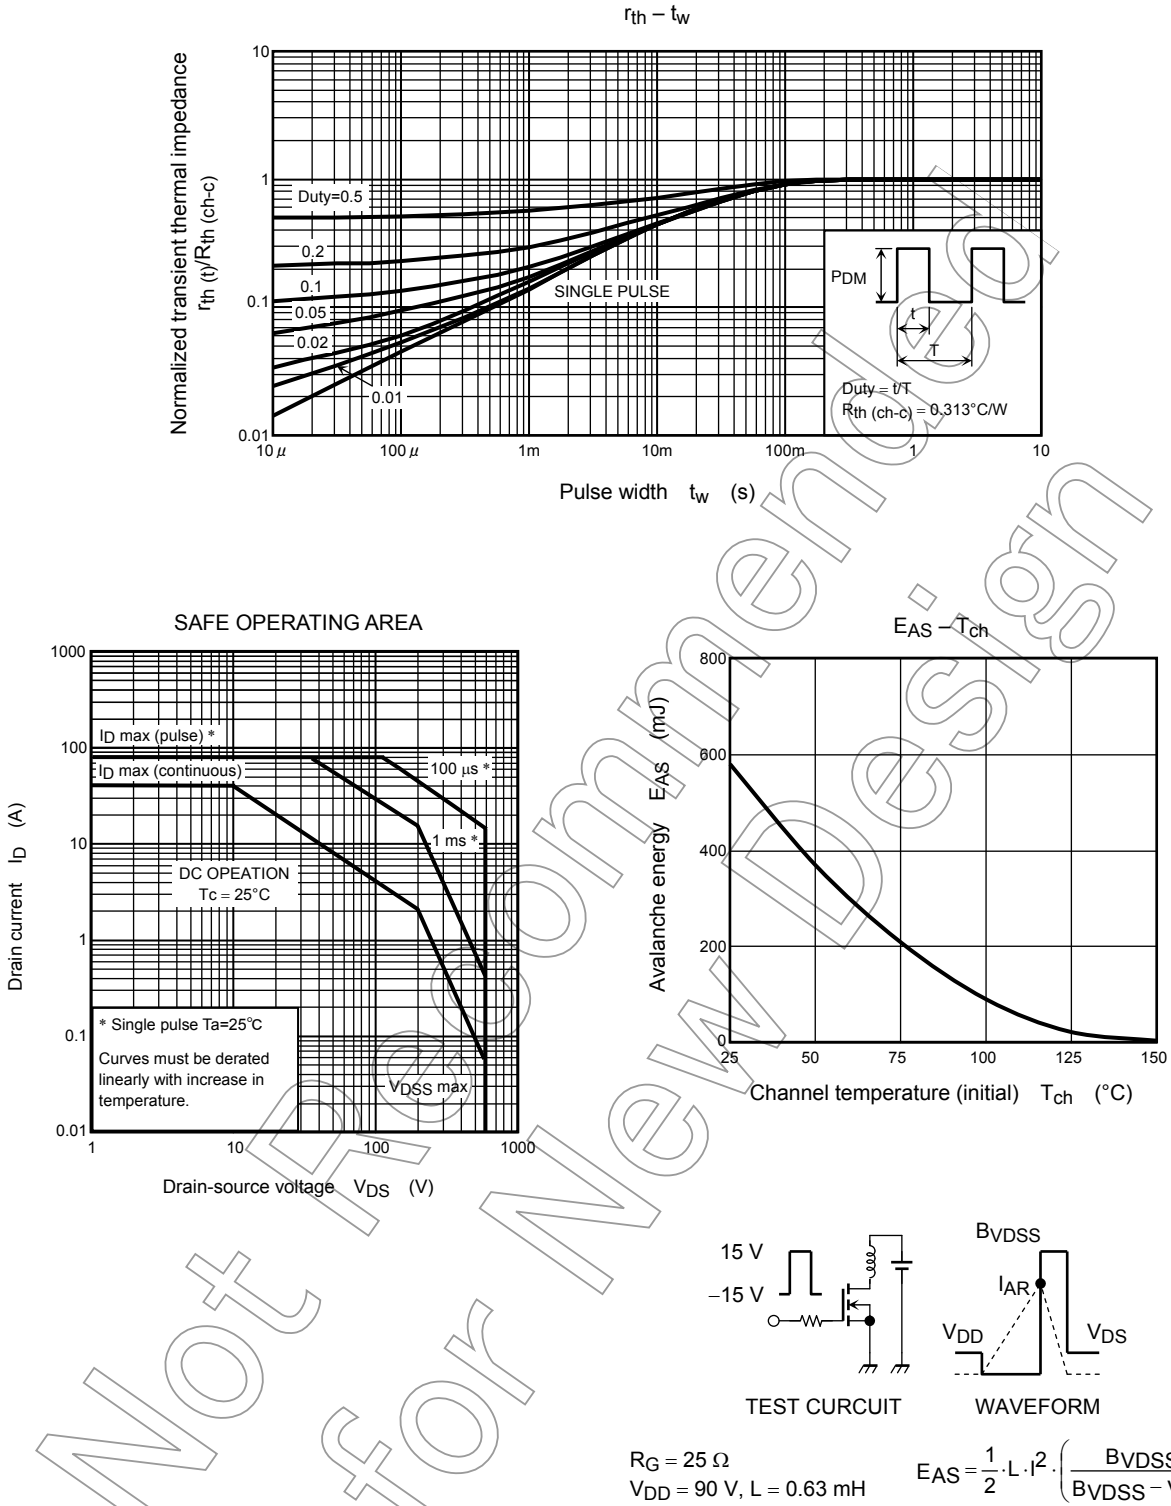 rth – tw
Normalized transient thermal impedance
rth (t)/Rth (ch-c)
10
1
0.1
0.01
Duty=0.5
0.2
0.1
0.05
0.02
0.01
SINGLE PULSE
PDM
t
T
Duty = t/T
Rth (ch-c) = 0.313°C/W
10 μ
100 μ
1m
10m
100m
1
10
Pulse width tw (s)
SAFE OPERATING AREA
Drain current ID (A)
1000
100
10
1
0.1
0.01
ID max (pulse) *
ID max (continuous)
100 μs *
1 ms *
DC OPEATION
Tc = 25°C
* Single pulse Ta=25°C
Curves must be derated
linearly with increase in
temperature.
VDSS max
1
10
100
1000
Drain-source voltage VDS (V)
EAS – Tch
Avalanche energy EAS (mJ)
800
600
400
200
0
25
50
75
100
125
150
Channel temperature (initial) Tch (°C)
15 V
−15 V
BVDSS
IAR
VDD
VDS
TEST CURCUIT
WAVEFORM
RG = 25 Ω
VDD = 90 V, L = 0.63 mH
EAS = 1/2 · L · I2 · ( BVDSS / BVDSS − V
Not Recommended
for New Design